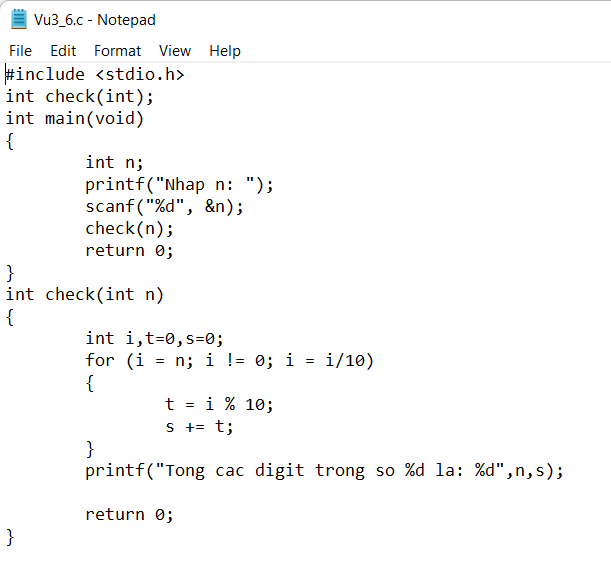 Vu3_6.c - Notepad
File Edit Format View Help
#include <stdio.h>
int check(int);
int main(void)
{
        int n;
        printf("Nhap n: ");
        scanf("%d", &n);
        check(n);
        return 0;
}
int check(int n)
{
        int i,t=0,s=0;
        for (i = n; i != 0; i = i/10)
        {
                t = i % 10;
                s += t;
        }
        printf("Tong cac digit trong so %d la: %d",n,s);

        return 0;
}